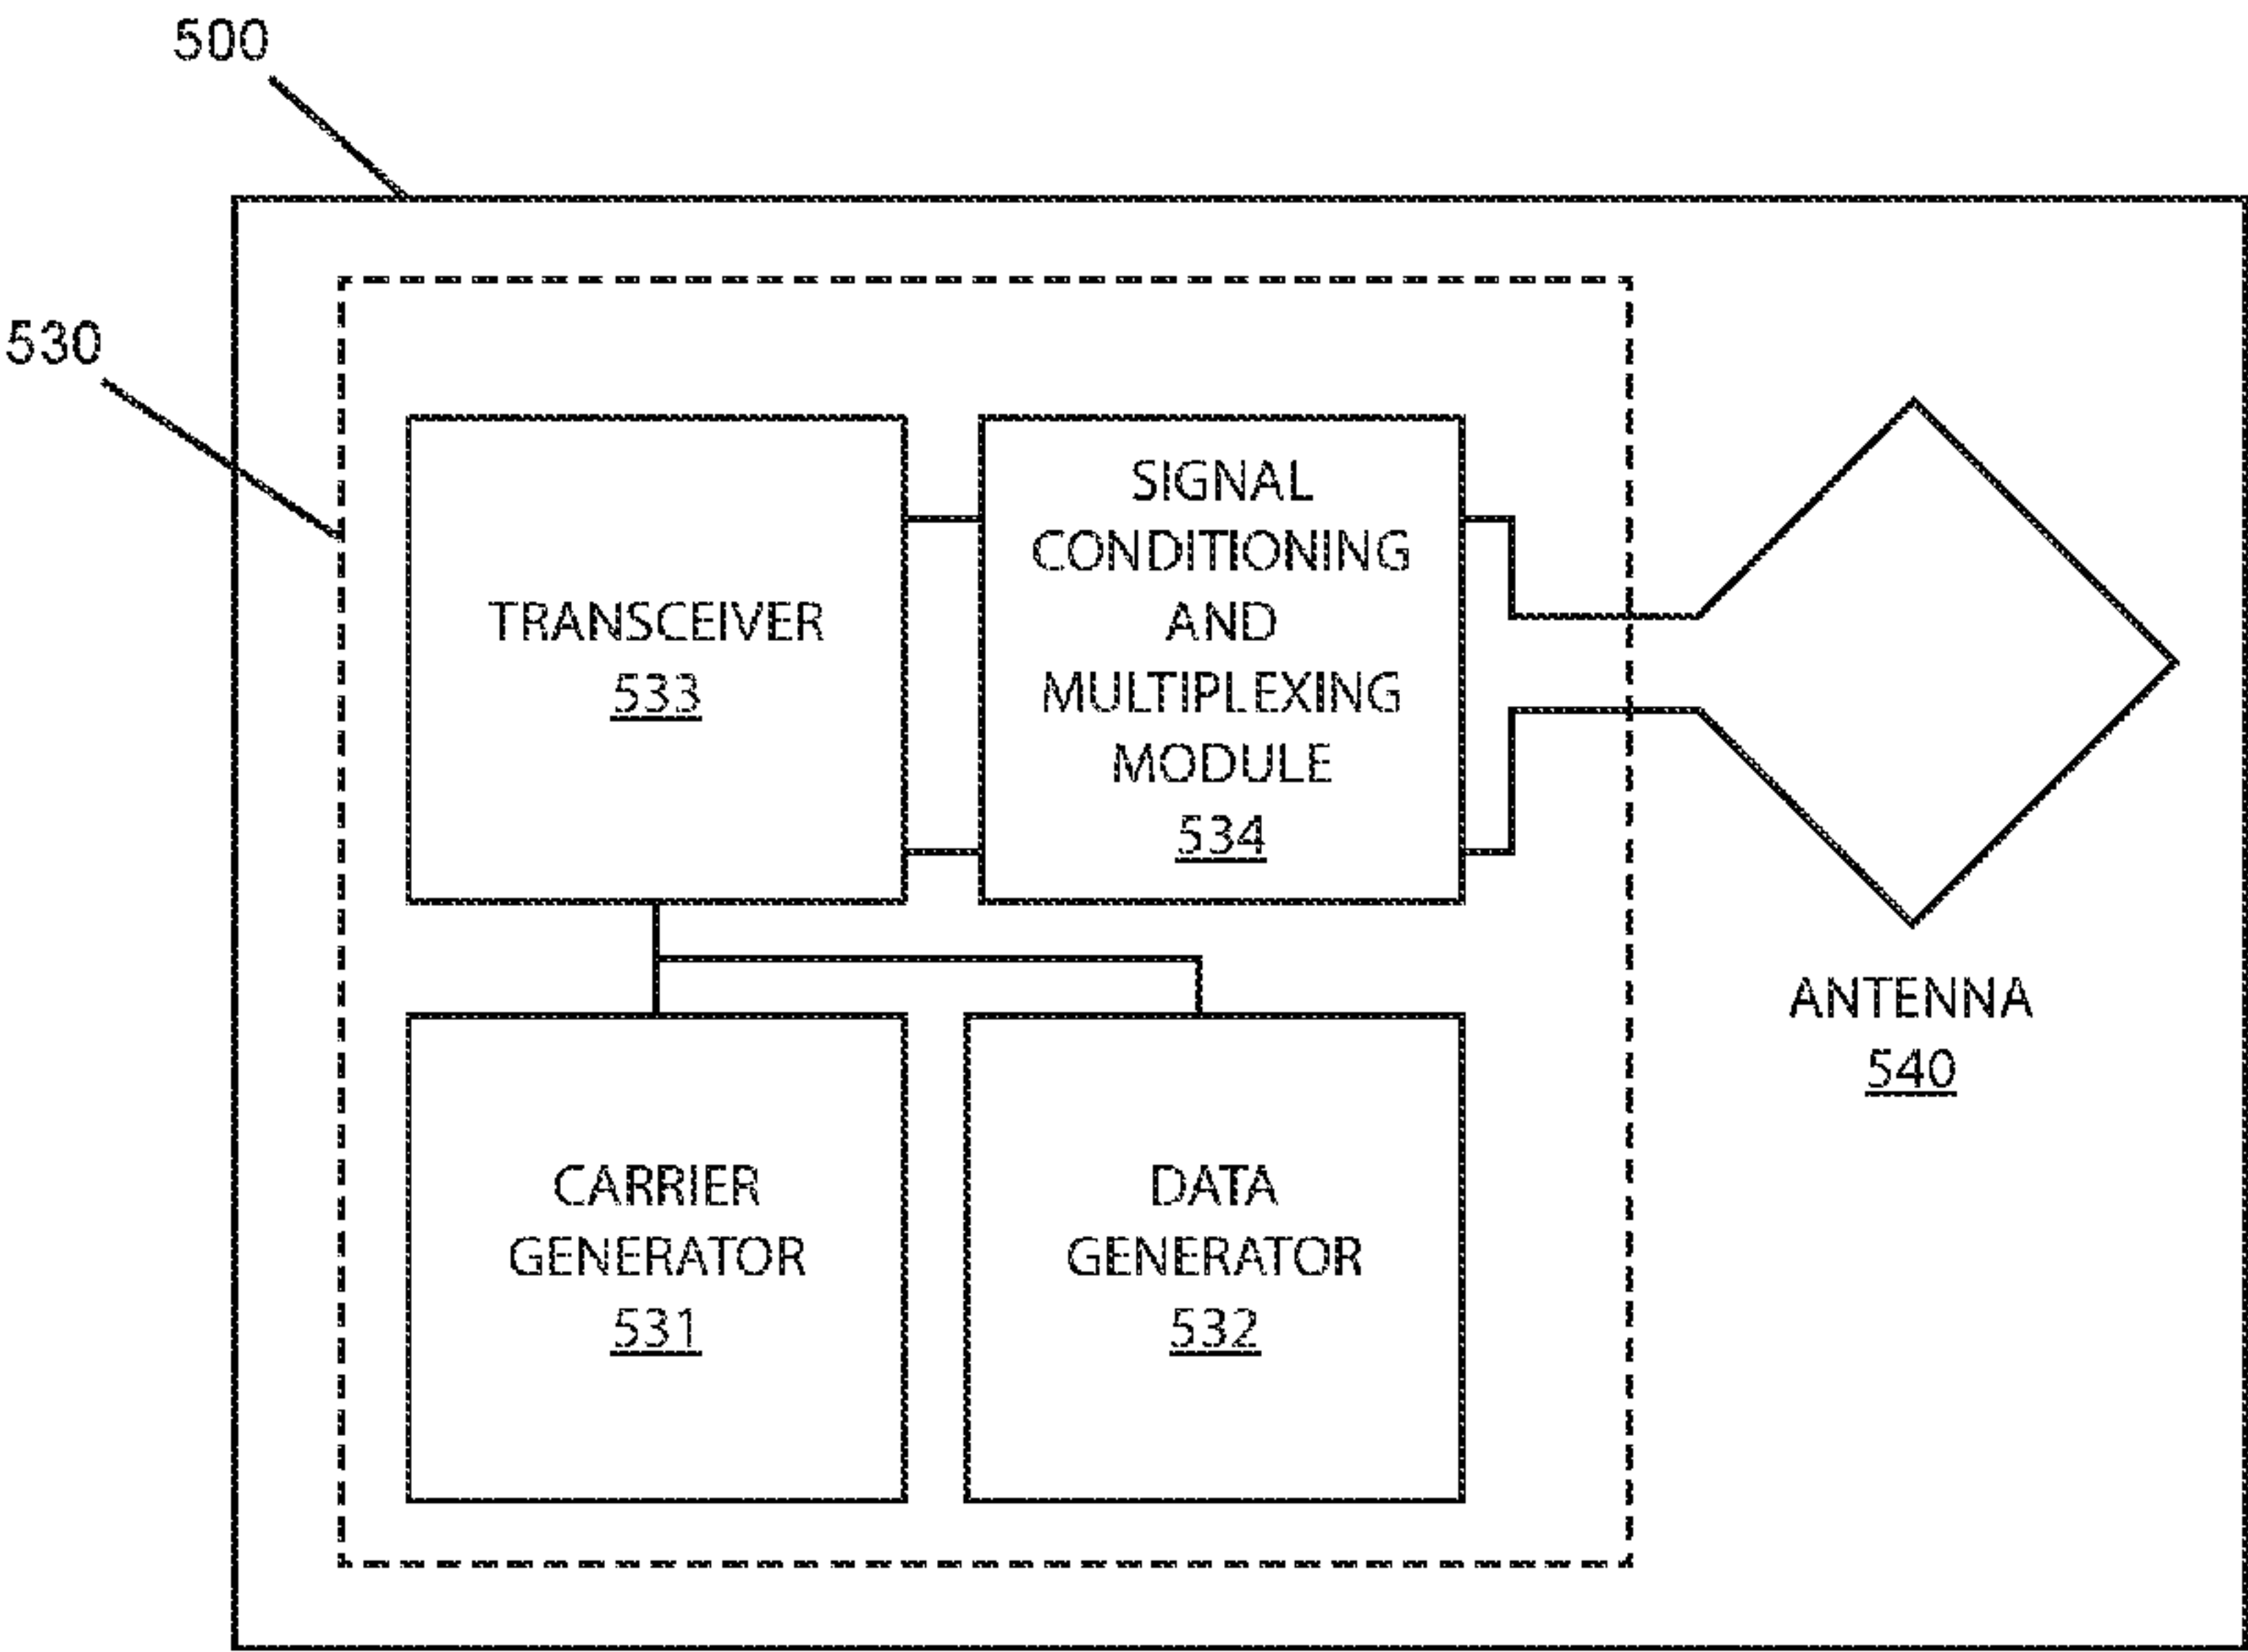 500
530
TRANSCEIVER
533
SIGNAL
CONDITIONING
AND
MULTIPLEXING
MODULE
534
ANTENNA
540
CARRIER
GENERATOR
531
DATA
GENERATOR
532